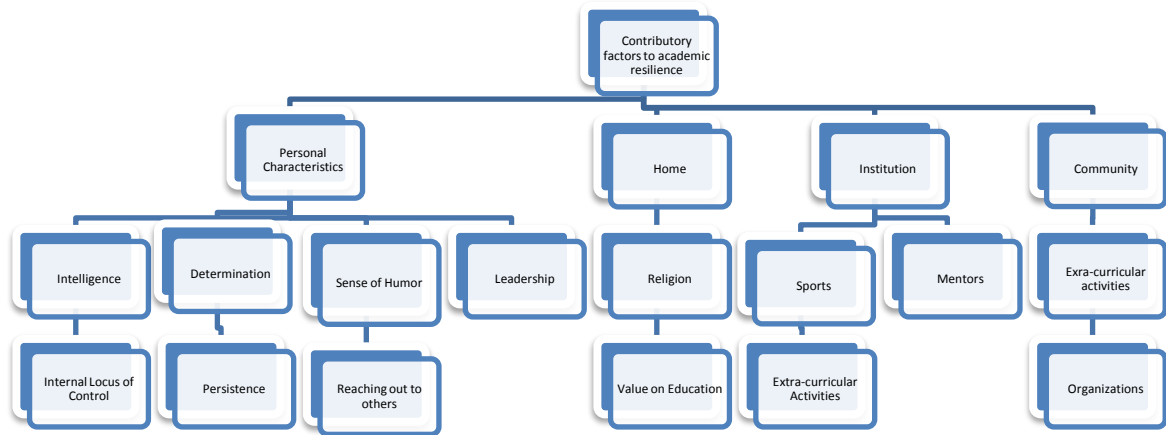 Contributory
factors to academic
resilience
Personal
Characteristics
Home
Institution
Community
Intelligence
Determination
Sense of Humor
Leadership
Religion
Sports
Mentors
Exra-curricular
activities
Internal Locus of
Control
Persistence
Reaching out to
others
Value on Education
Extra-curricular
Activities
Organizations